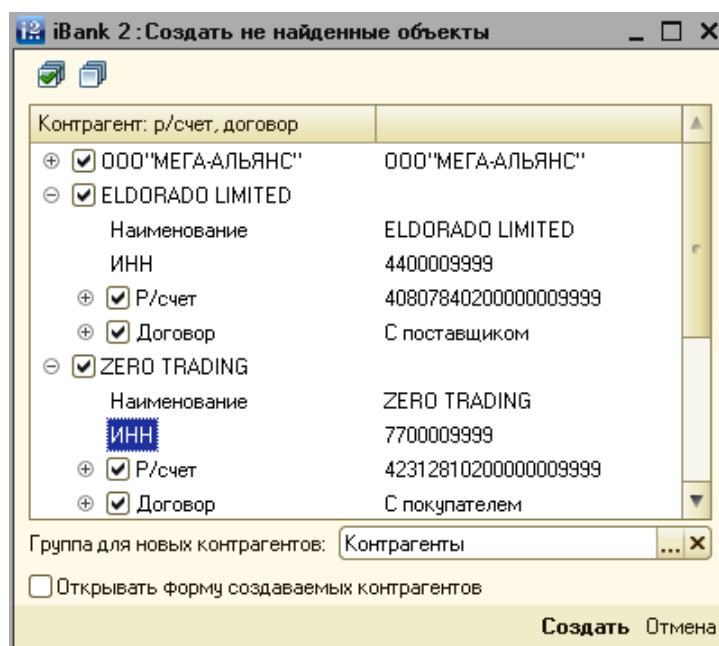 iBank 2 : Создать не найденные объекты
Контрагент: р/счет, договор
ООО"МЕГА-АЛЬЯНС" ООО"МЕГА-АЛЬЯНС"
ELDORADO LIMITED
Наименование ELDORADO LIMITED
ИНН 4400009999
Р/счет 40807840200000009999
Договор С поставщиком
ZERO TRADING
Наименование ZERO TRADING
ИНН 7700009999
Р/счет 42312810200000009999
Договор С покупателем
Группа для новых контрагентов: Контрагенты ...
Открывать форму создаваемых контрагентов
Создать Отмена